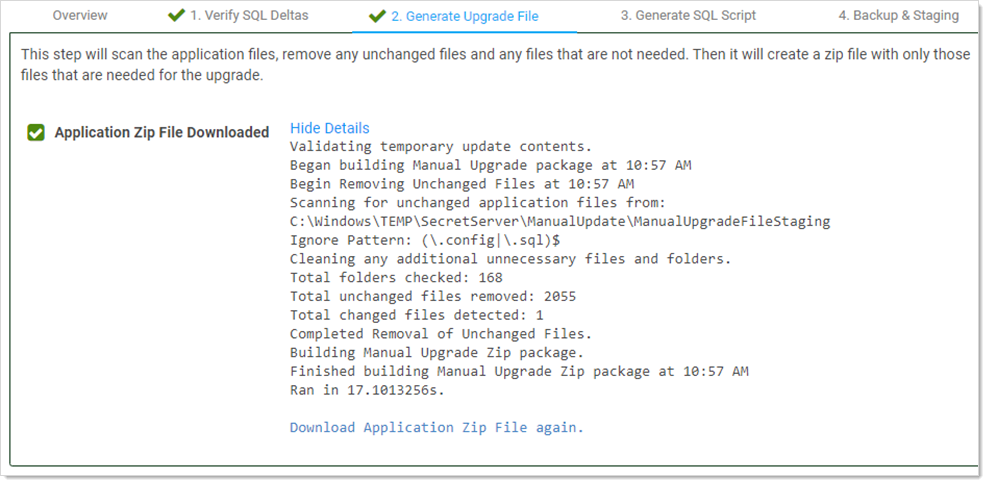 Overview 1. Verify SQL Deltas 2. Generate Upgrade File 3. Generate SQL Script 4. Backup & Staging
This step will scan the application files, remove any unchanged files and any files that are not needed. Then it will create a zip file with only those
files that are needed for the upgrade.
Application Zip File Downloaded Hide Details
Validating temporary update contents.
Began building Manual Upgrade package at 10:57 AM
Begin Removing Unchanged Files at 10:57 AM
Scanning for unchanged application files from:
C:\Windows\TEMP\SecretServer\ManualUpdate\ManualUpgradeFileStaging
Ignore Pattern: (\.config|\.sql)$
Cleaning any additional unnecessary files and folders.
Total folders checked: 168
Total unchanged files removed: 2055
Total changed files detected: 1
Completed Removal of Unchanged Files.
Building Manual Upgrade Zip package.
Finished building Manual Upgrade Zip package at 10:57 AM
Ran in 17.1013256s.
Download Application Zip File again.